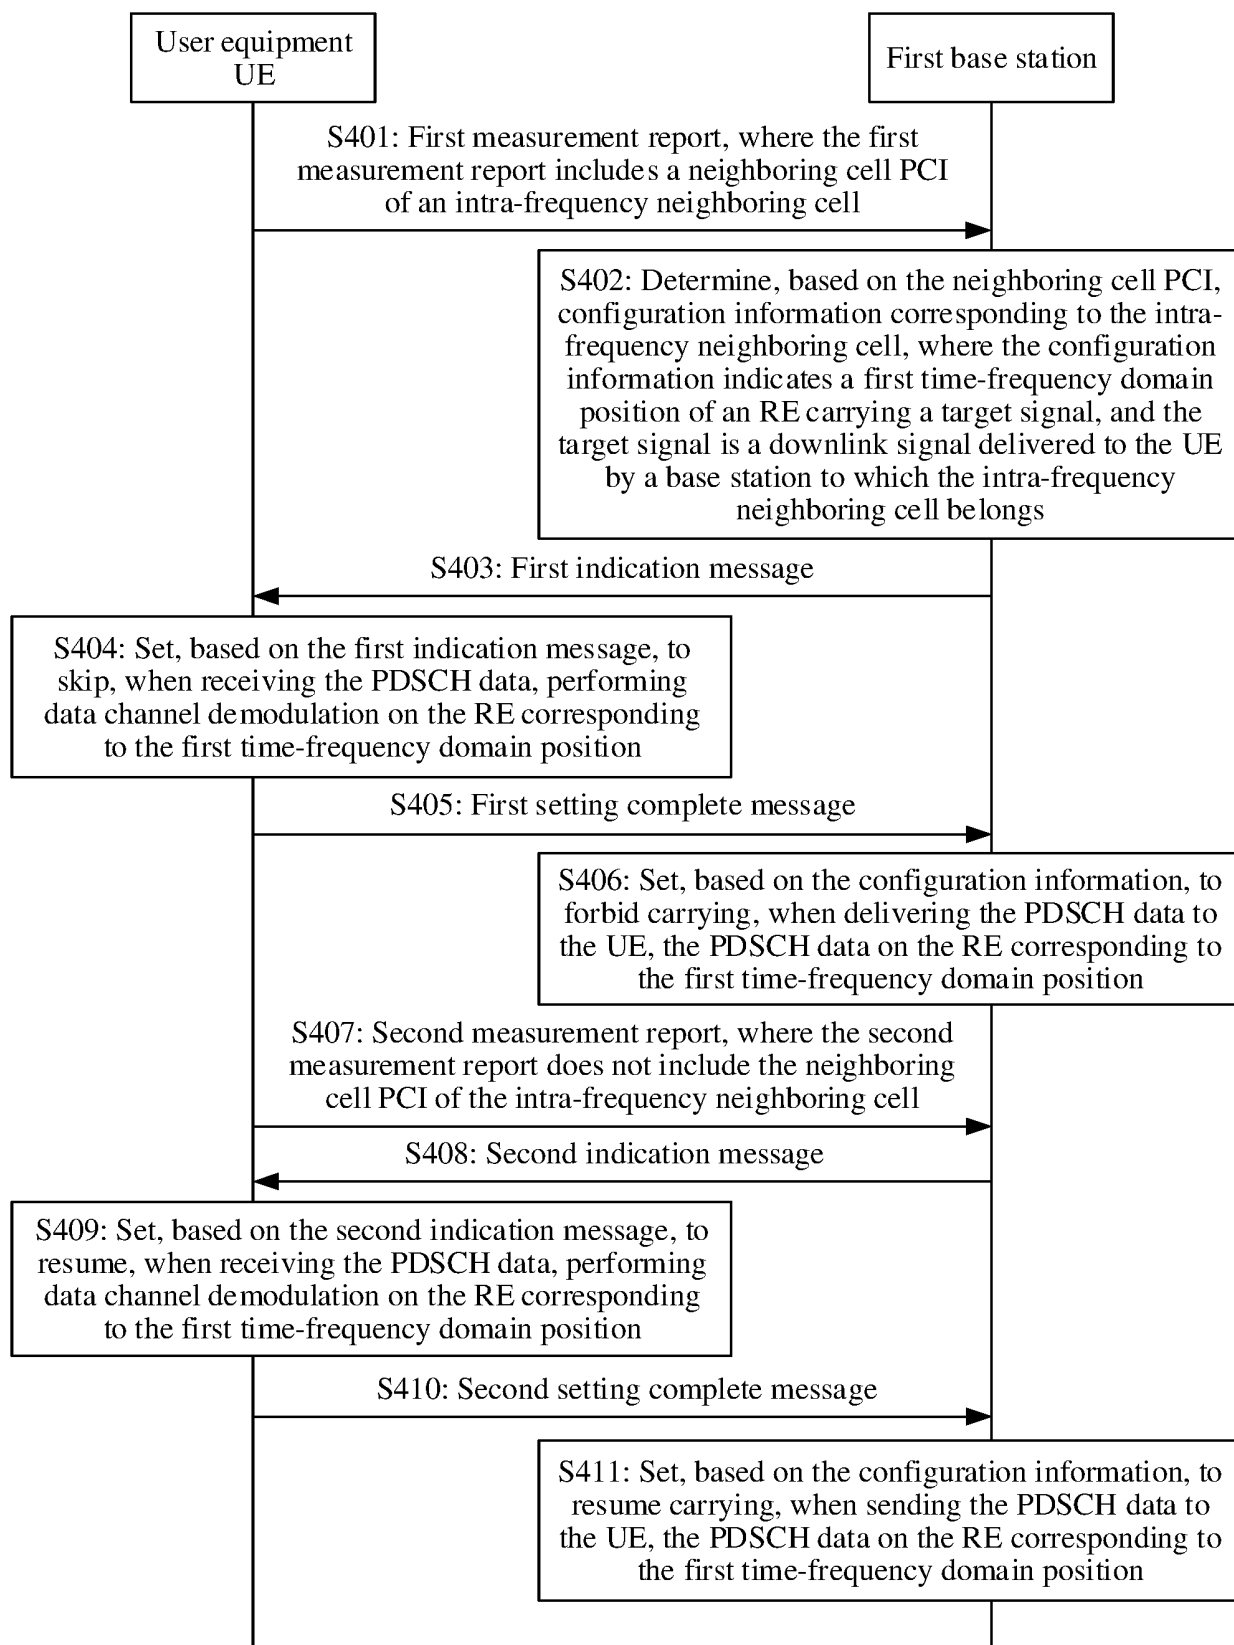 User equipment
UE
First base station
S401: First measurement report, where the first
measurement report includes a neighboring cell PCI
of an intra-frequency neighboring cell
S402: Determine, based on the neighboring cell PCI,
configuration information corresponding to the intra-
frequency neighboring cell, where the configuration
information indicates a first time-frequency domain
position of an RE carrying a target signal, and the
target signal is a downlink signal delivered to the UE
by a base station to which the intra-frequency
neighboring cell belongs
S403: First indication message
S404: Set, based on the first indication message, to
skip, when receiving the PDSCH data, performing
data channel demodulation on the RE corresponding
to the first time-frequency domain position
S405: First setting complete message
S406: Set, based on the configuration information, to
forbid carrying, when delivering the PDSCH data to
the UE, the PDSCH data on the RE corresponding to
the first time-frequency domain position
S407: Second measurement report, where the second
measurement report does not include the neighboring
cell PCI of the intra-frequency neighboring cell
S408: Second indication message
S409: Set, based on the second indication message, to
resume, when receiving the PDSCH data, performing
data channel demodulation on the RE corresponding
to the first time-frequency domain position
S410: Second setting complete message
S411: Set, based on the configuration information, to
resume carrying, when sending the PDSCH data to
the UE, the PDSCH data on the RE corresponding to
the first time-frequency domain position